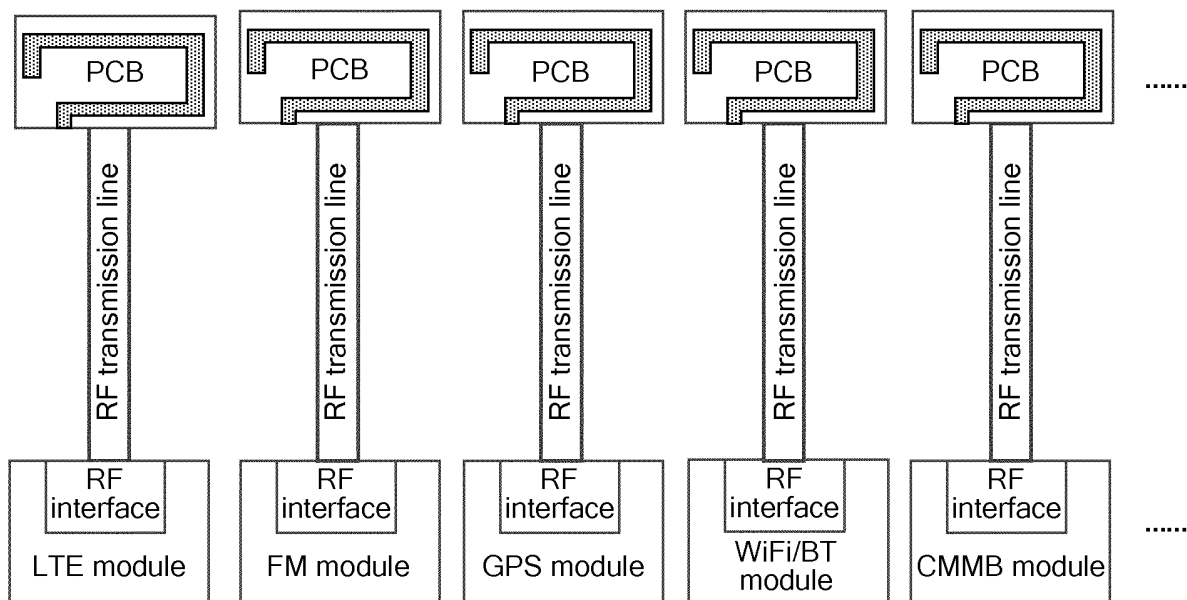 PCB PCB PCB PCB PCB ......
RF transmission line
RF transmission line
RF transmission line
RF transmission line
RF transmission line
RF
interface
LTE module
RF
interface
FM module
RF
interface
GPS module
RF
interface
WiFi/BT
module
RF
interface
CMMB module
......